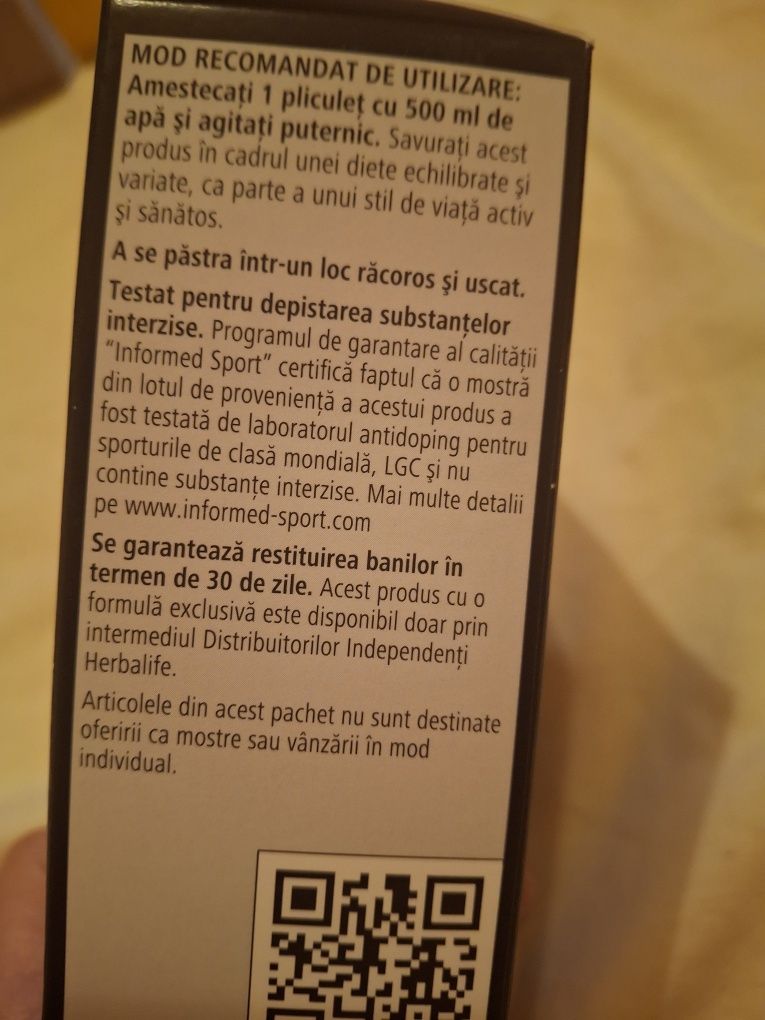 MOD RECOMANDAT DE UTILIZARE:
Amestecați 1 pliculeț cu 500 ml de
apă şi agitați puternic. Savurați acest
produs în cadrul unei diete echilibrate şi
variate, ca parte a unui stil de viață activ
şi sănătos.
A se păstra într-un loc răcoros şi uscat.
Testat pentru depistarea substanțelor
interzise. Programul de garantare al calității
“Informed Sport” certifică faptul că o mostră
din lotul de proveniență a acestui produs a
fost testată de laboratorul antidoping pentru
sporturile de clasă mondială, LGC şi nu
contine substanțe interzise. Mai multe detalii
pe www.informed-sport.com
Se garantează restituirea banilor în
termen de 30 de zile. Acest produs cu o
formulă exclusivă este disponibil doar prin
intermediul Distribuitorilor Independenți
Herbalife.
Articolele din acest pachet nu sunt destinate
oferirii ca mostre sau vânzării în mod
individual.